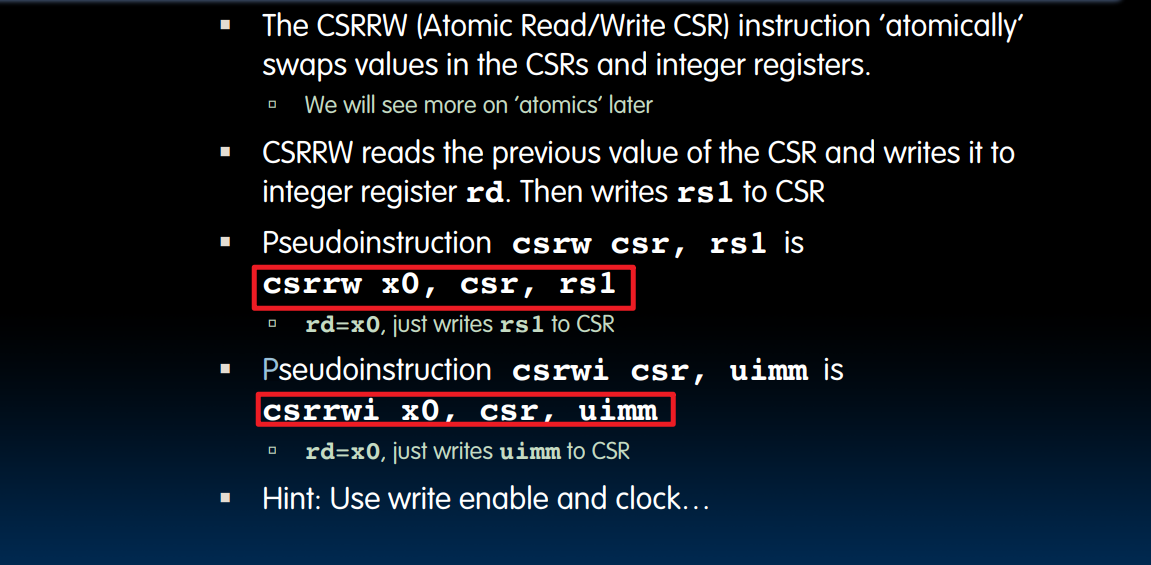 ▪ The CSRRW (Atomic Read/Write CSR) instruction ‘atomically’
swaps values in the CSRs and integer registers.
▫ We will see more on ‘atomics’ later
▪ CSRRW reads the previous value of the CSR and writes it to
integer register rd. Then writes rs1 to CSR
▪ Pseudoinstruction csrw csr, rs1 is
csrrw x0, csr, rs1
▫ rd=x0, just writes rs1 to CSR
▪ Pseudoinstruction csrwi csr, uimm is
csrrwi x0, csr, uimm
▫ rd=x0, just writes uimm to CSR
▪ Hint: Use write enable and clock…